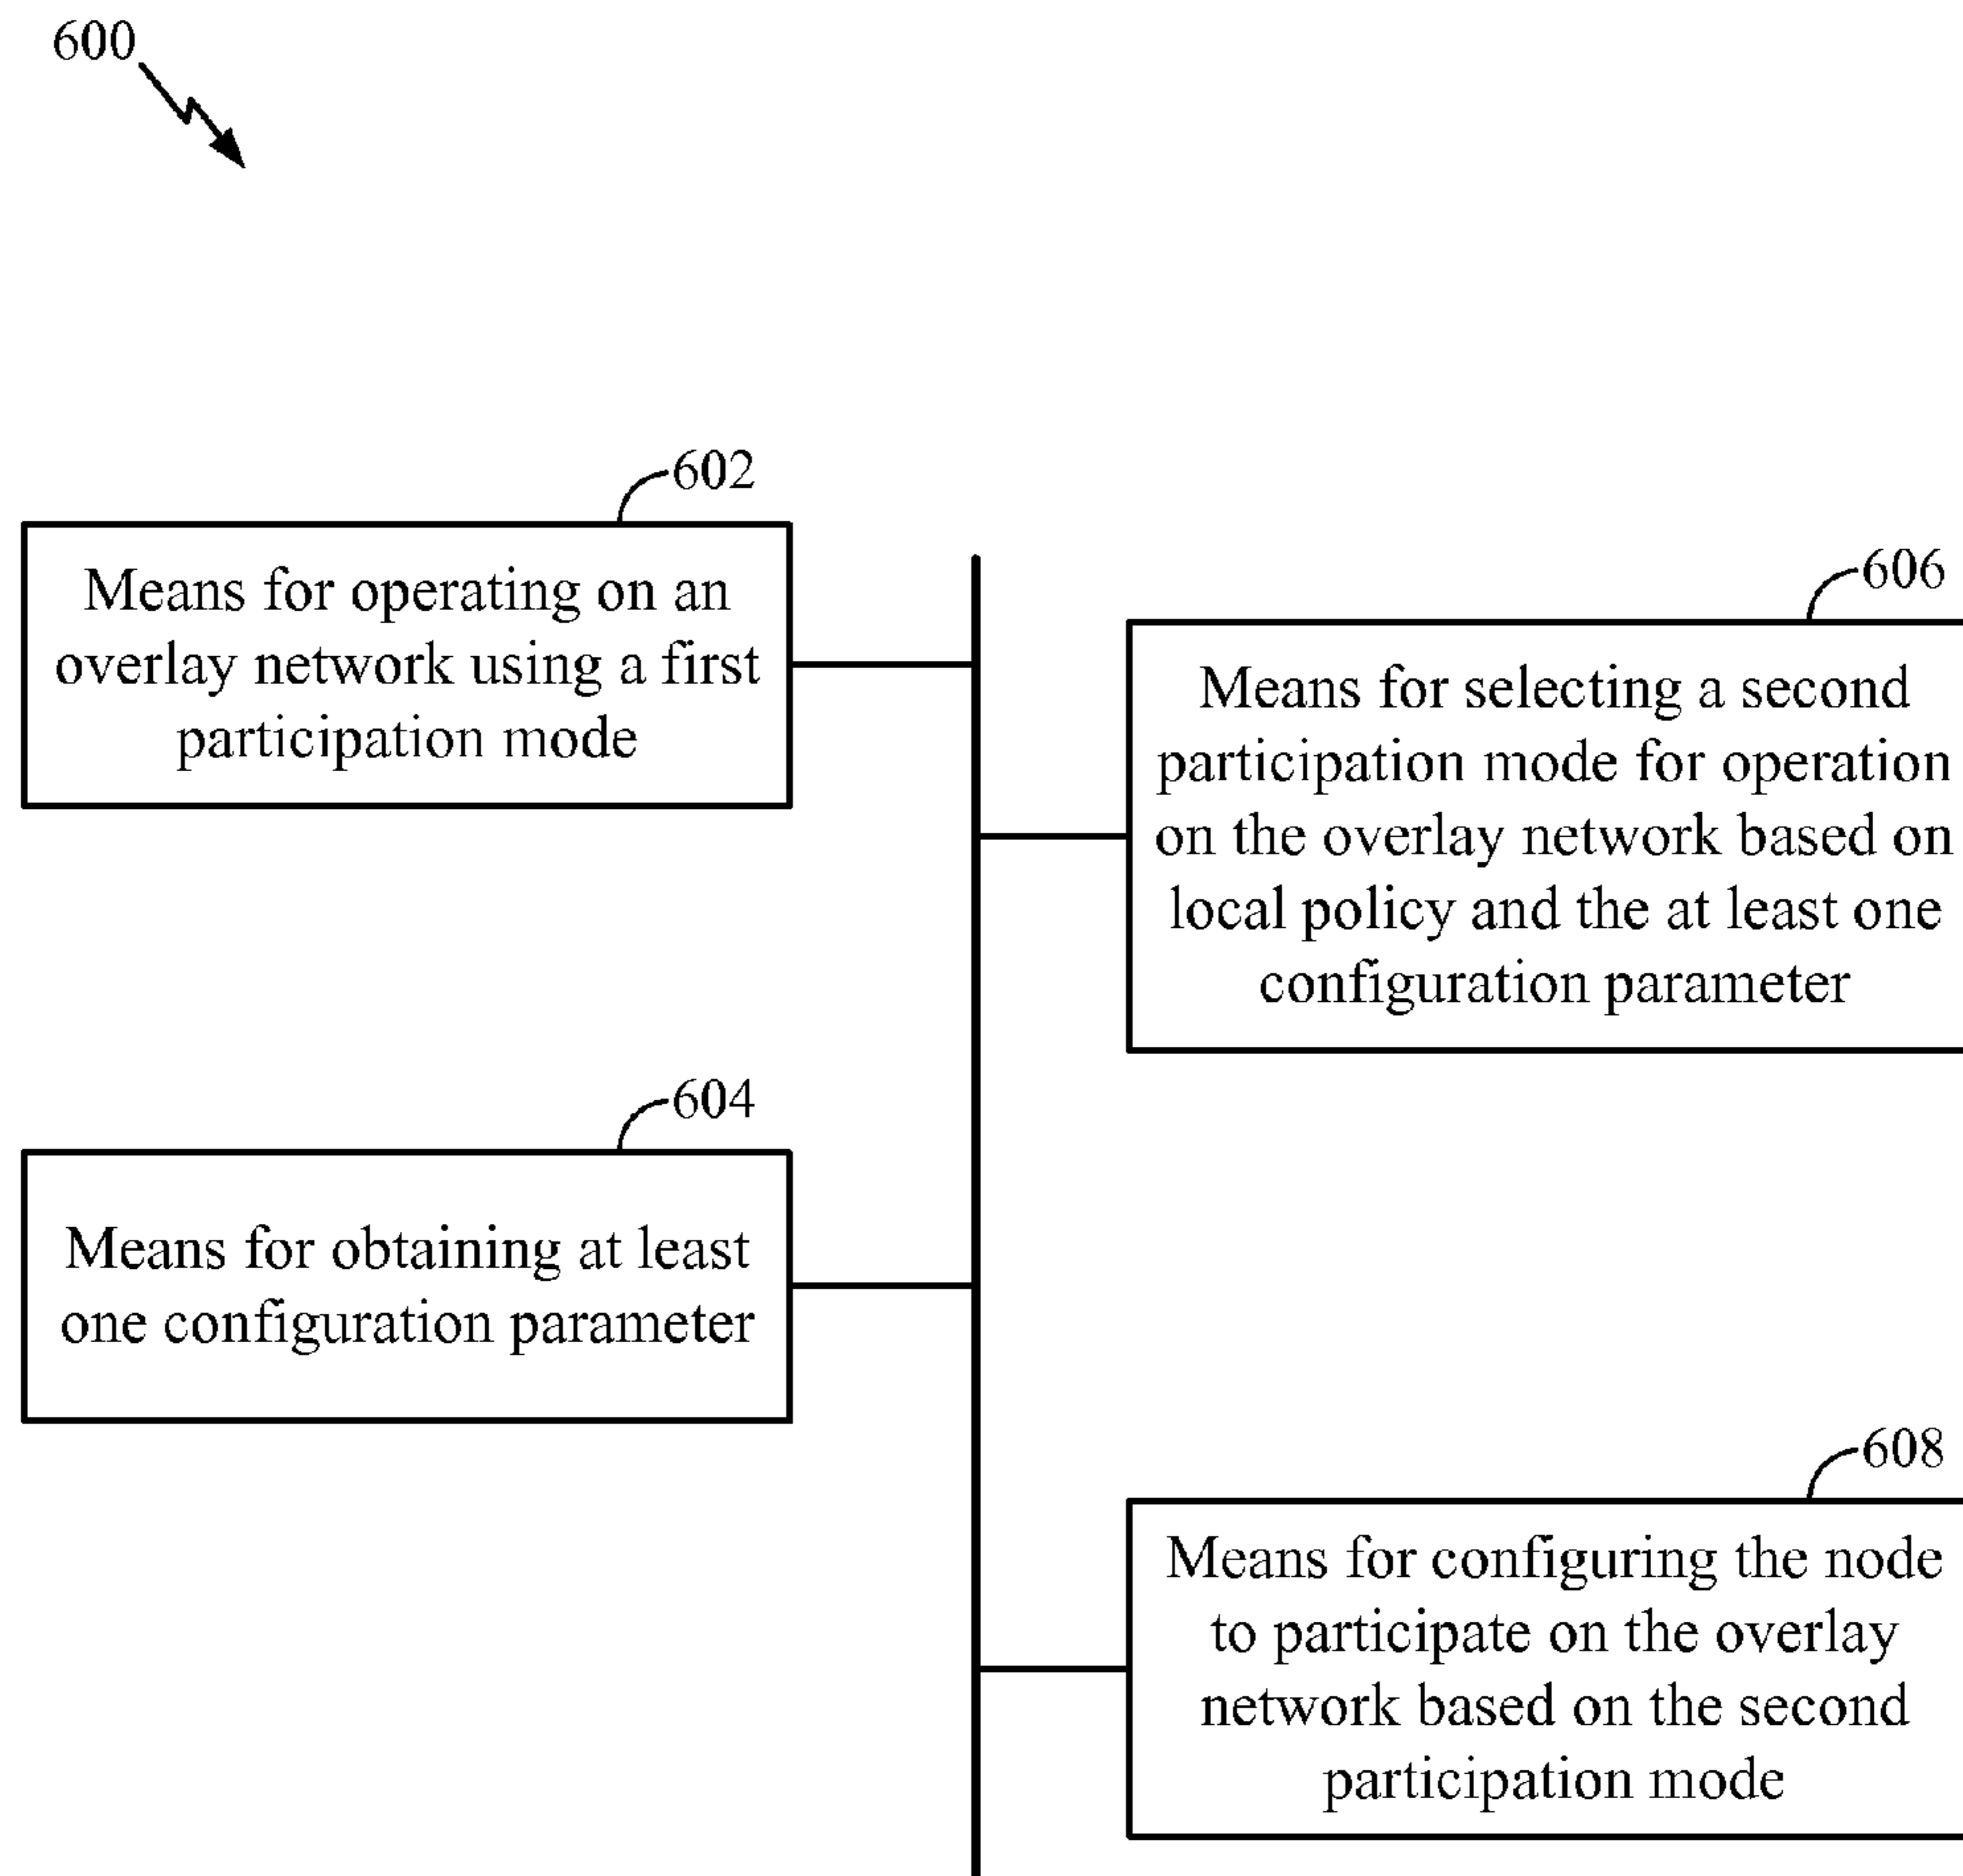 600
602
Means for operating on an
overlay network using a first
participation mode
606
Means for selecting a second
participation mode for operation
on the overlay network based on
local policy and the at least one
configuration parameter
604
Means for obtaining at least
one configuration parameter
608
Means for configuring the node
to participate on the overlay
network based on the second
participation mode